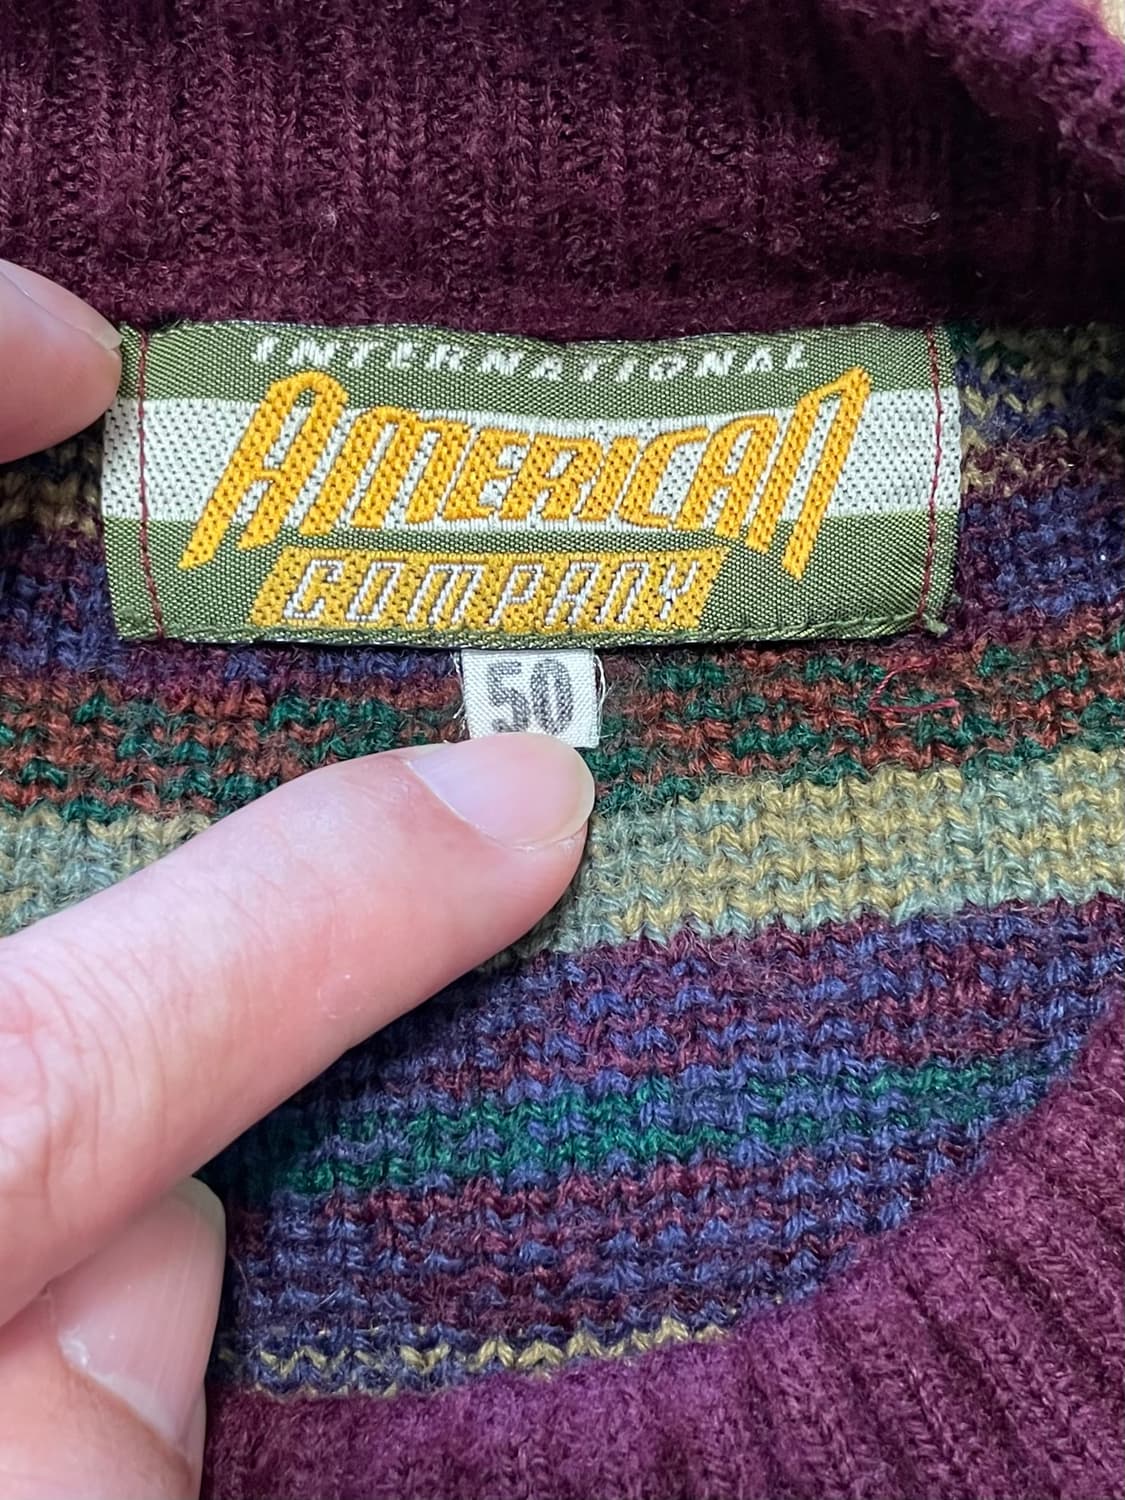 INTERNATIONAL
AMERICAN
COMPANY
50